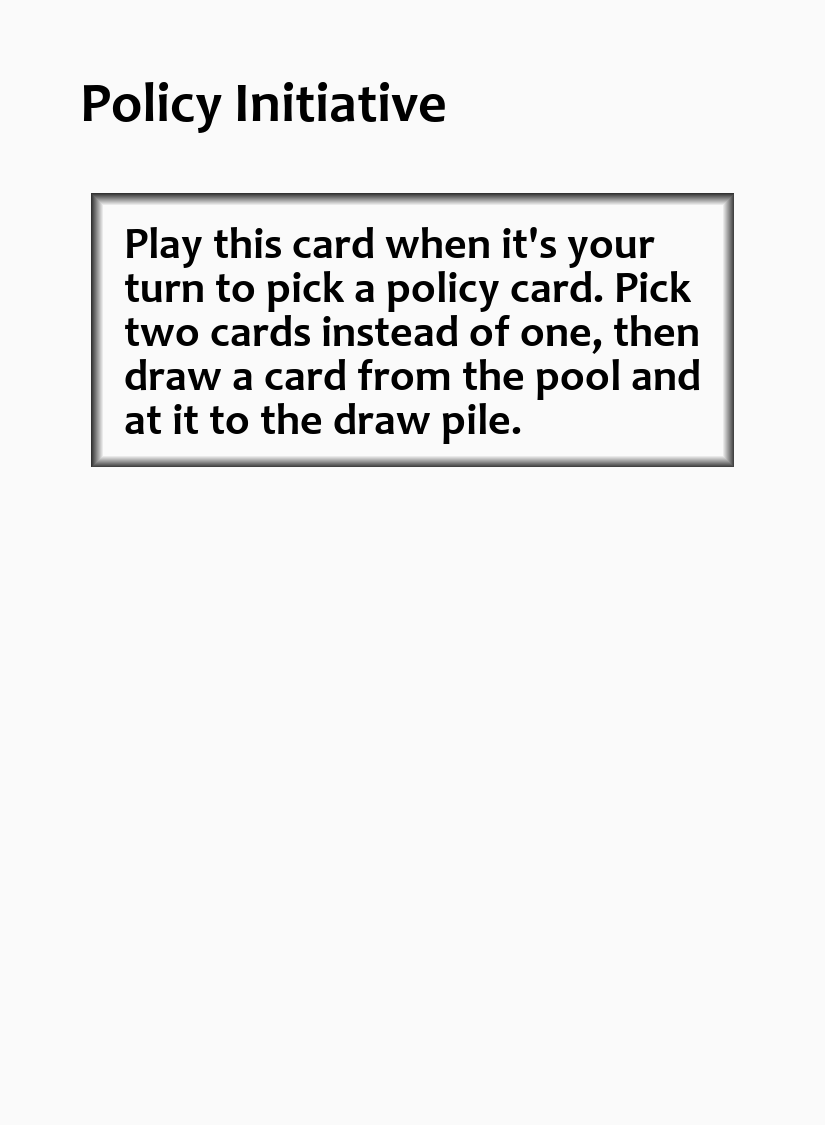 Policy Initiative
Play this card when it's your
turn to pick a policy card. Pick
two cards instead of one, then
draw a card from the pool and
at it to the draw pile.